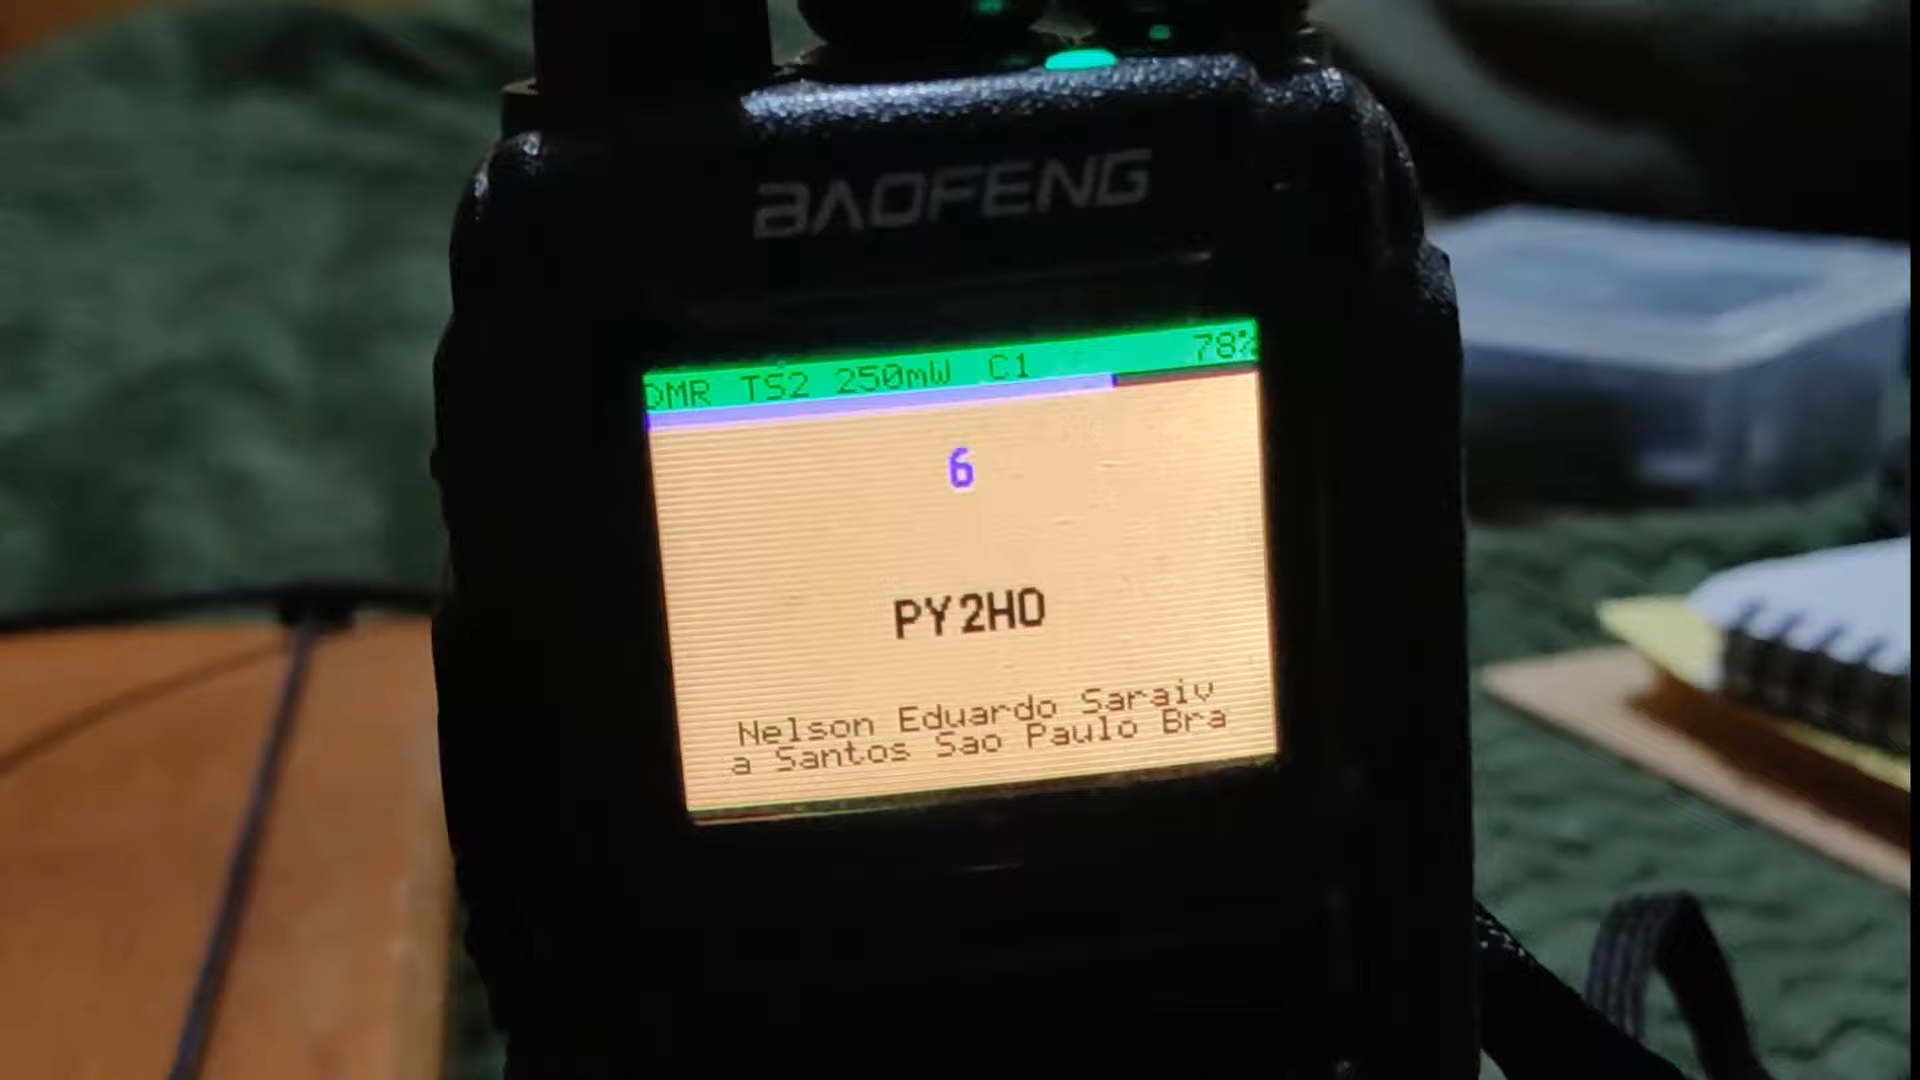 BAOFENG
DMR TS2 250mW C1 78%
6
PY2HO
Nelson Eduardo Saraiv
a Santos Sao Paulo Bra